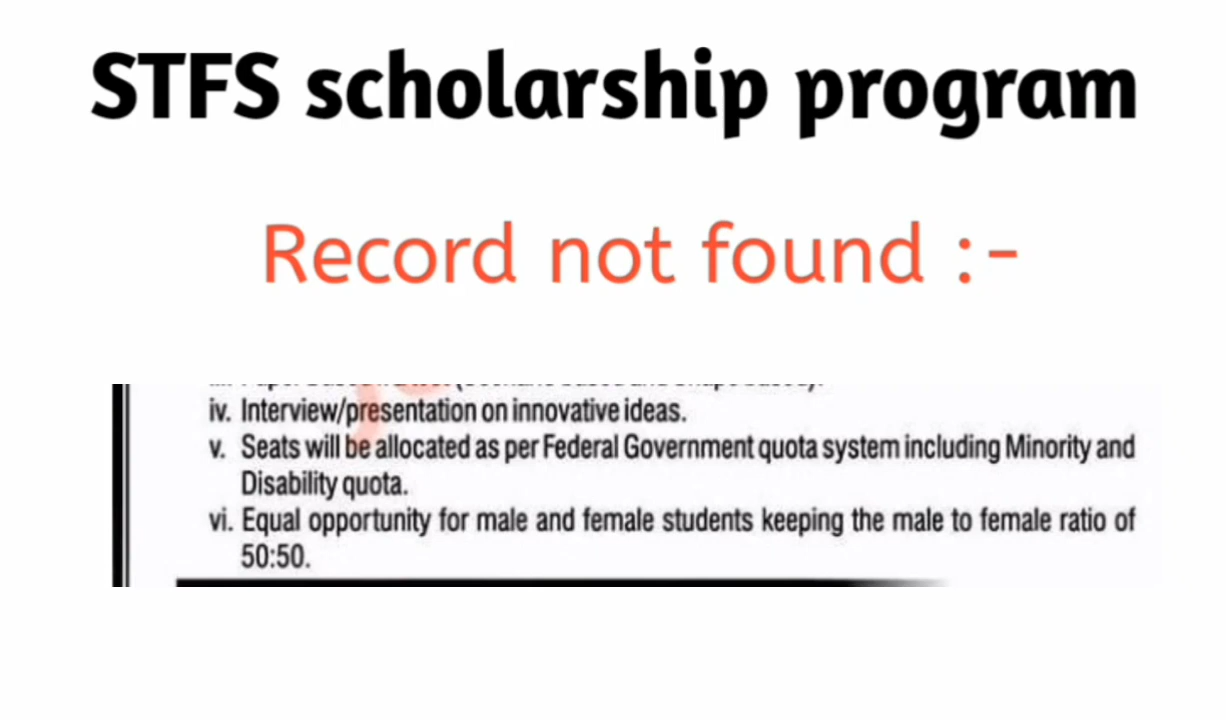 STFS scholarship program
Record not found :-
iv. Interview/presentation on innovative ideas.
v. Seats will be allocated as per Federal Government quota system including Minority and
Disability quota.
vi. Equal opportunity for male and female students keeping the male to female ratio of
50:50.